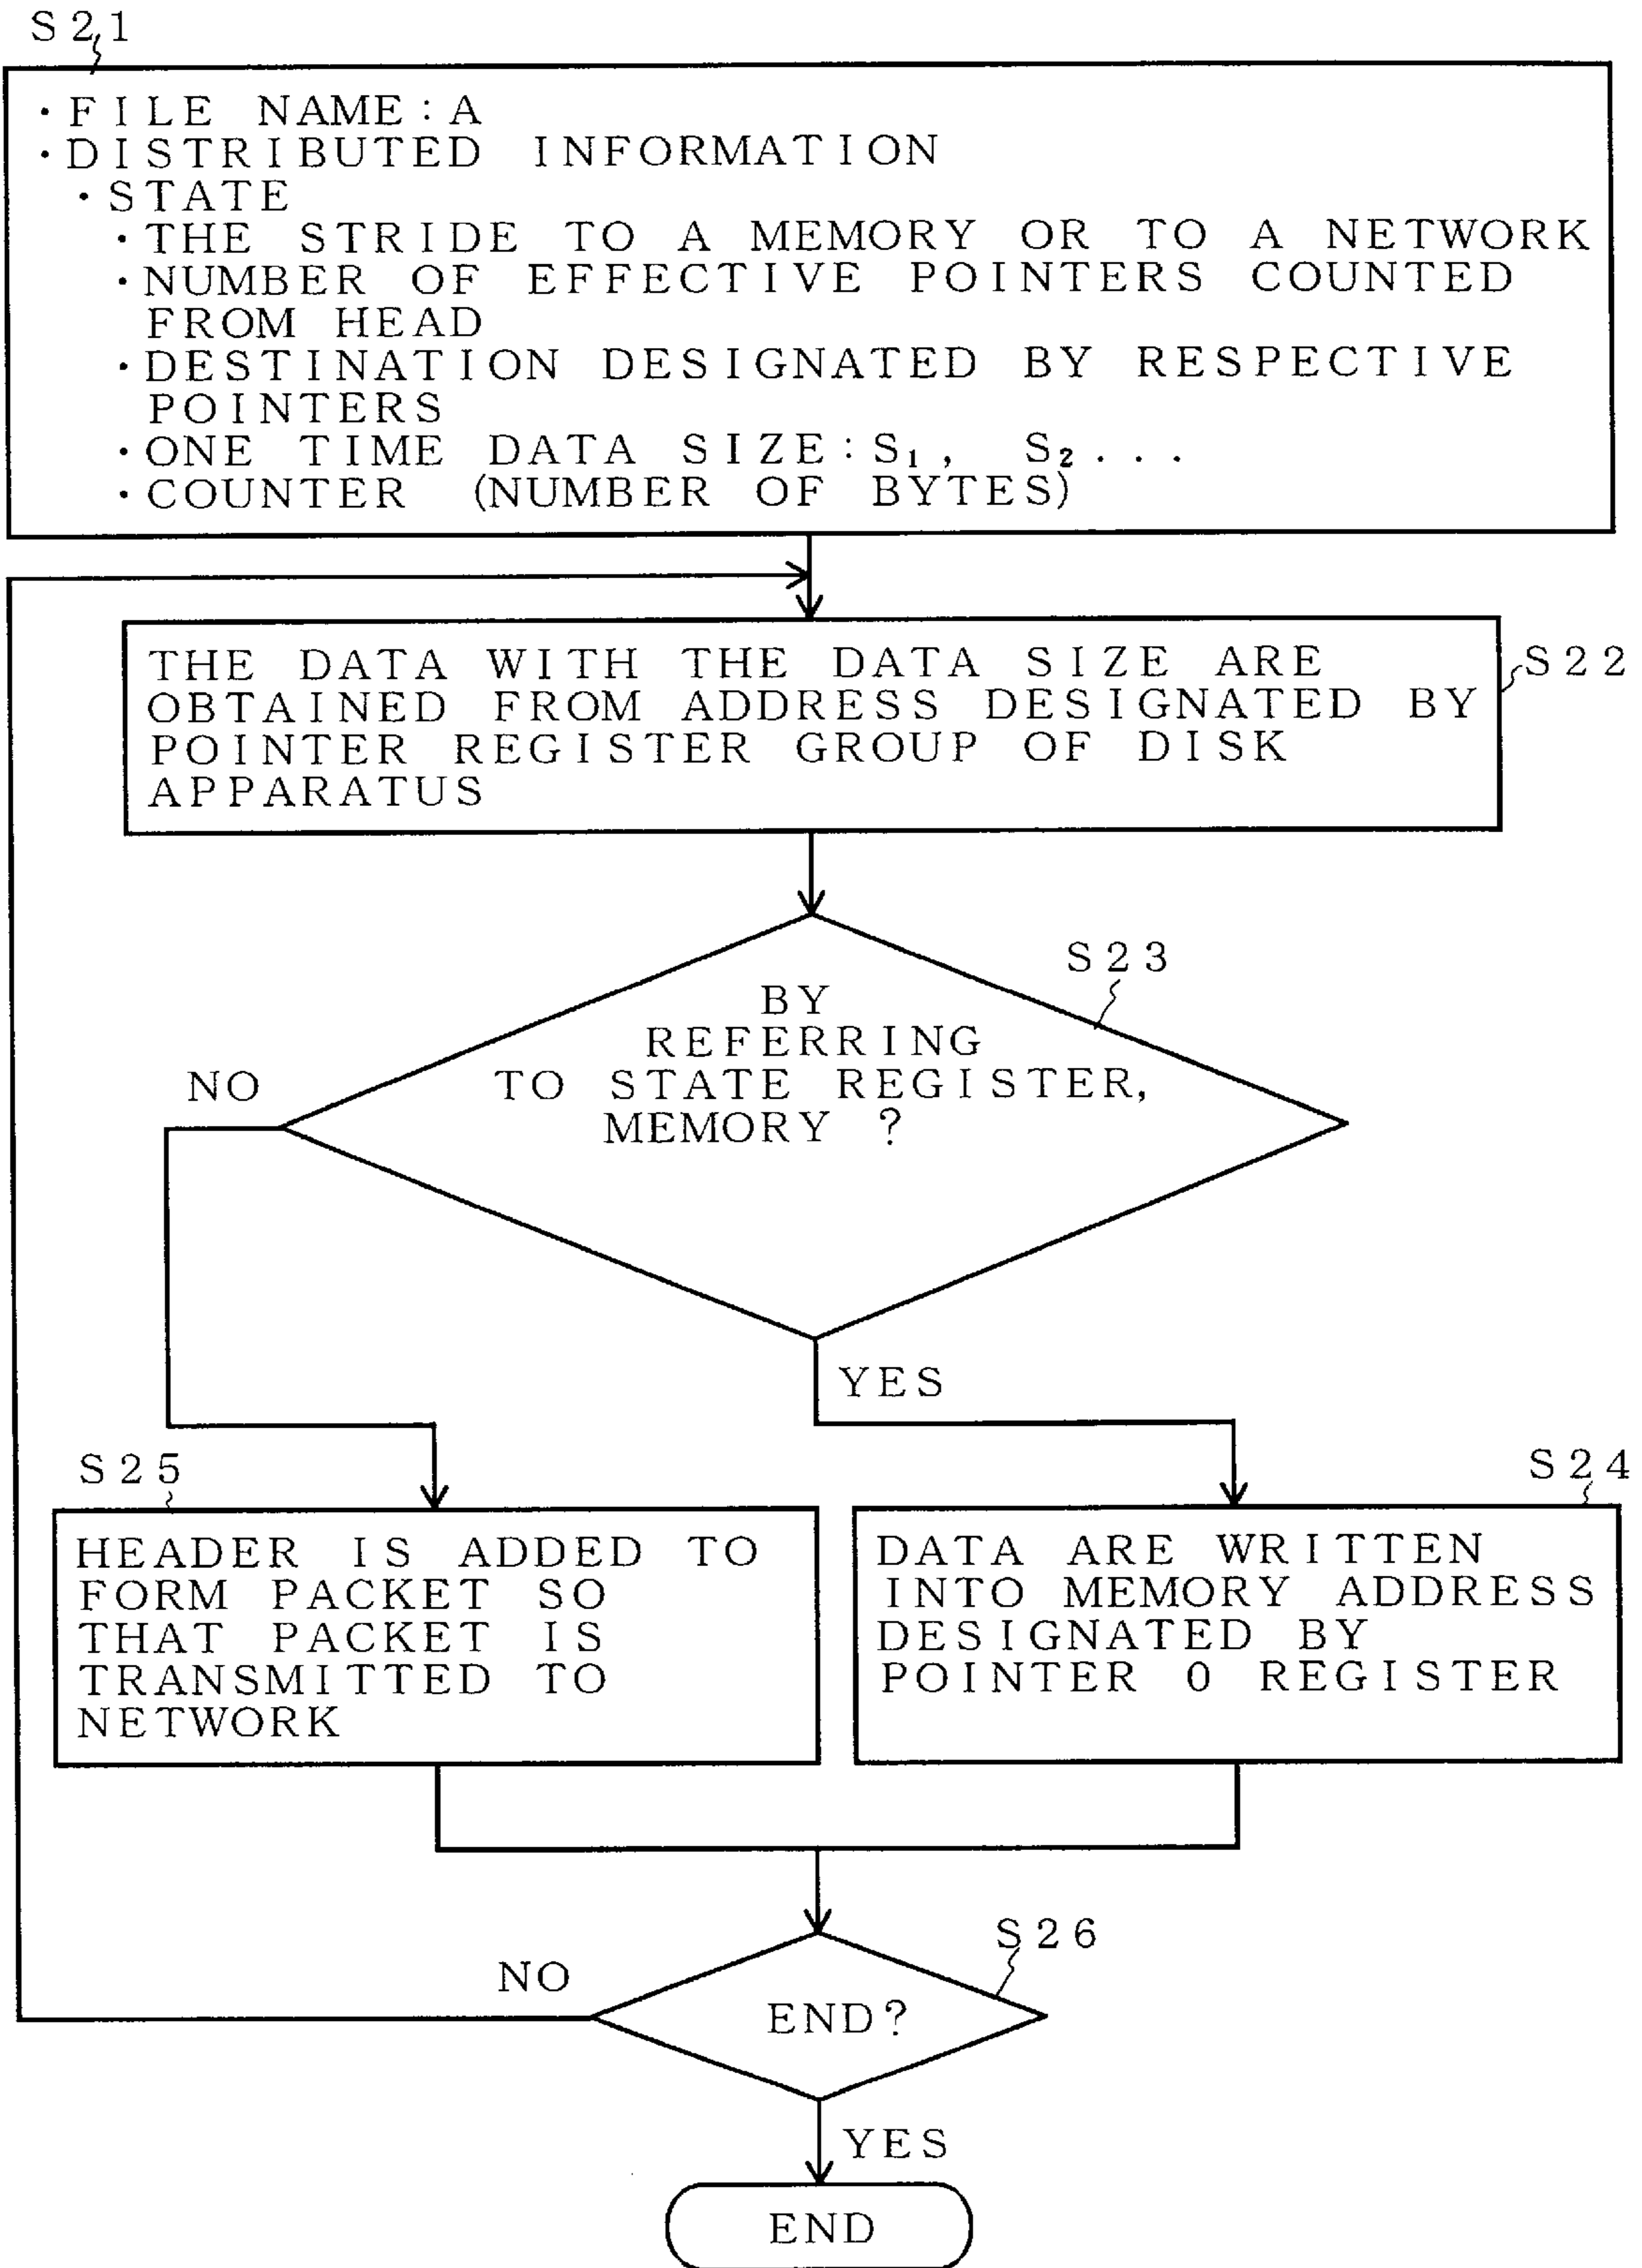 S21
・FILE NAME:A
・DISTRIBUTED INFORMATION
・STATE
・THE STRIDE TO A MEMORY OR TO A NETWORK
・NUMBER OF EFFECTIVE POINTERS COUNTED
FROM HEAD
・DESTINATION DESIGNATED BY RESPECTIVE
POINTERS
・ONE TIME DATA SIZE:S₁, S₂...
・COUNTER (NUMBER OF BYTES)
S22
THE DATA WITH THE DATA SIZE ARE
OBTAINED FROM ADDRESS DESIGNATED BY
POINTER REGISTER GROUP OF DISK
APPARATUS
S23
BY
REFERRING
TO STATE REGISTER,
MEMORY ?
NO
YES
S25
HEADER IS ADDED TO
FORM PACKET SO
THAT PACKET IS
TRANSMITTED TO
NETWORK
S24
DATA ARE WRITTEN
INTO MEMORY ADDRESS
DESIGNATED BY
POINTER 0 REGISTER
S26
NO
END?
YES
END